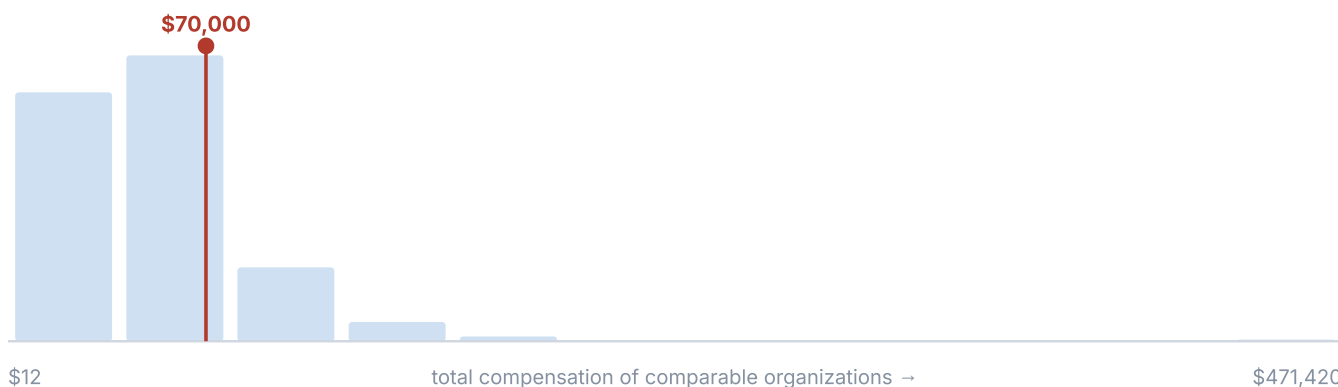 $70,000
$12
total compensation of comparable organizations →
$471,420